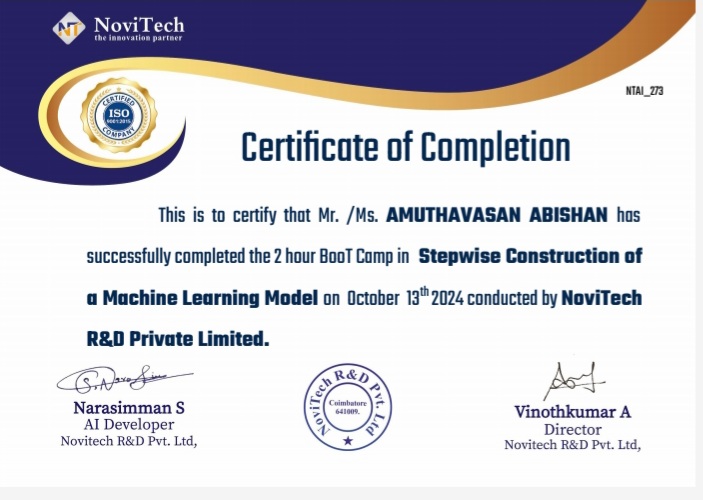 NoviTech
the innovation partner
NTAI_273
CERTIFIED
ISO
9001:2015
COMPANY
Certificate of Completion
This is to certify that Mr. /Ms. AMUTHAVASAN ABISHAN has
successfully completed the 2 hour BooT Camp in Stepwise Construction of
a Machine Learning Model on October 13th 2024 conducted by NoviTech
R&D Private Limited.
Narasimman S
AI Developer
Novitech R&D Pvt. Ltd,
NoviTech R&D Pvt. Ltd
Coimbatore
641009.
Vinothkumar A
Director
Novitech R&D Pvt. Ltd,